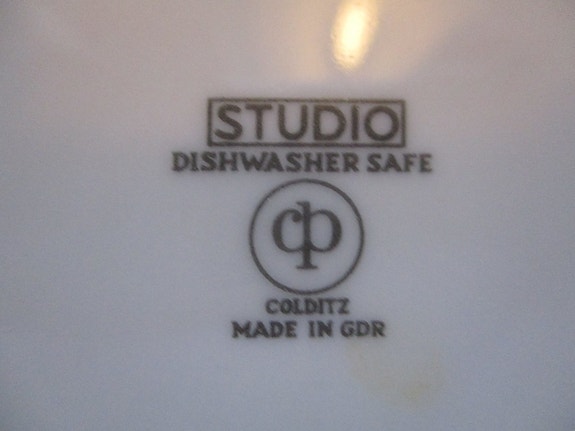 STUDIO
DISHWASHER SAFE
cp
COLDITZ
MADE IN GDR